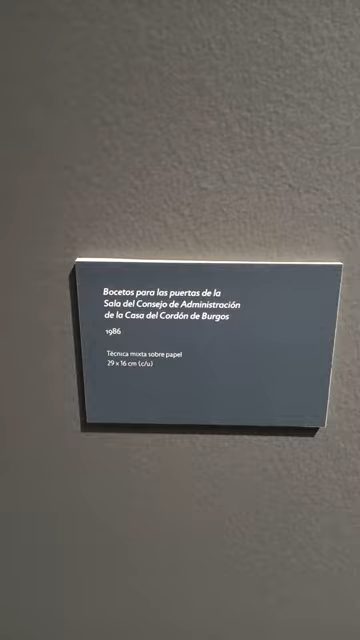 Bocetos para las puertas de la
Sala del Consejo de Administración
de la Casa del Cordón de Burgos
1986
Técnica mixta sobre papel
29 x 16 cm (c/u)